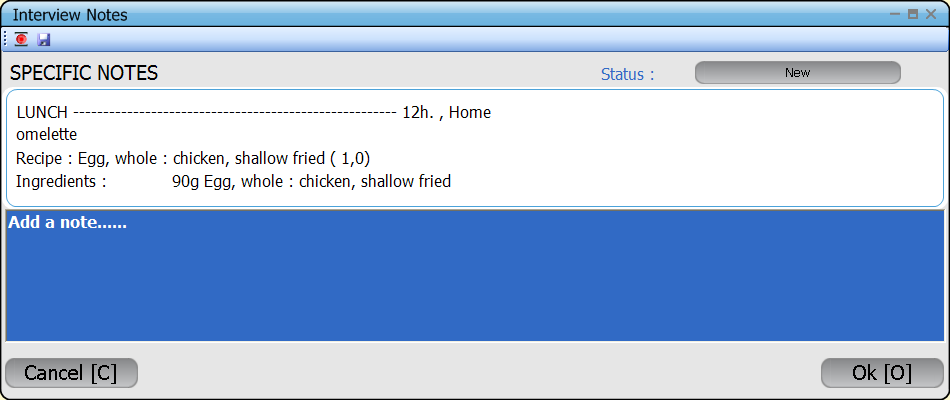 Interview Notes
SPECIFIC NOTES
Status :
New
LUNCH ------------------------------------------------------ 12h. , Home
omelette
Recipe : Egg, whole : chicken, shallow fried ( 1,0)
Ingredients : 90g Egg, whole : chicken, shallow fried
Add a note......
Cancel [C]
Ok [O]